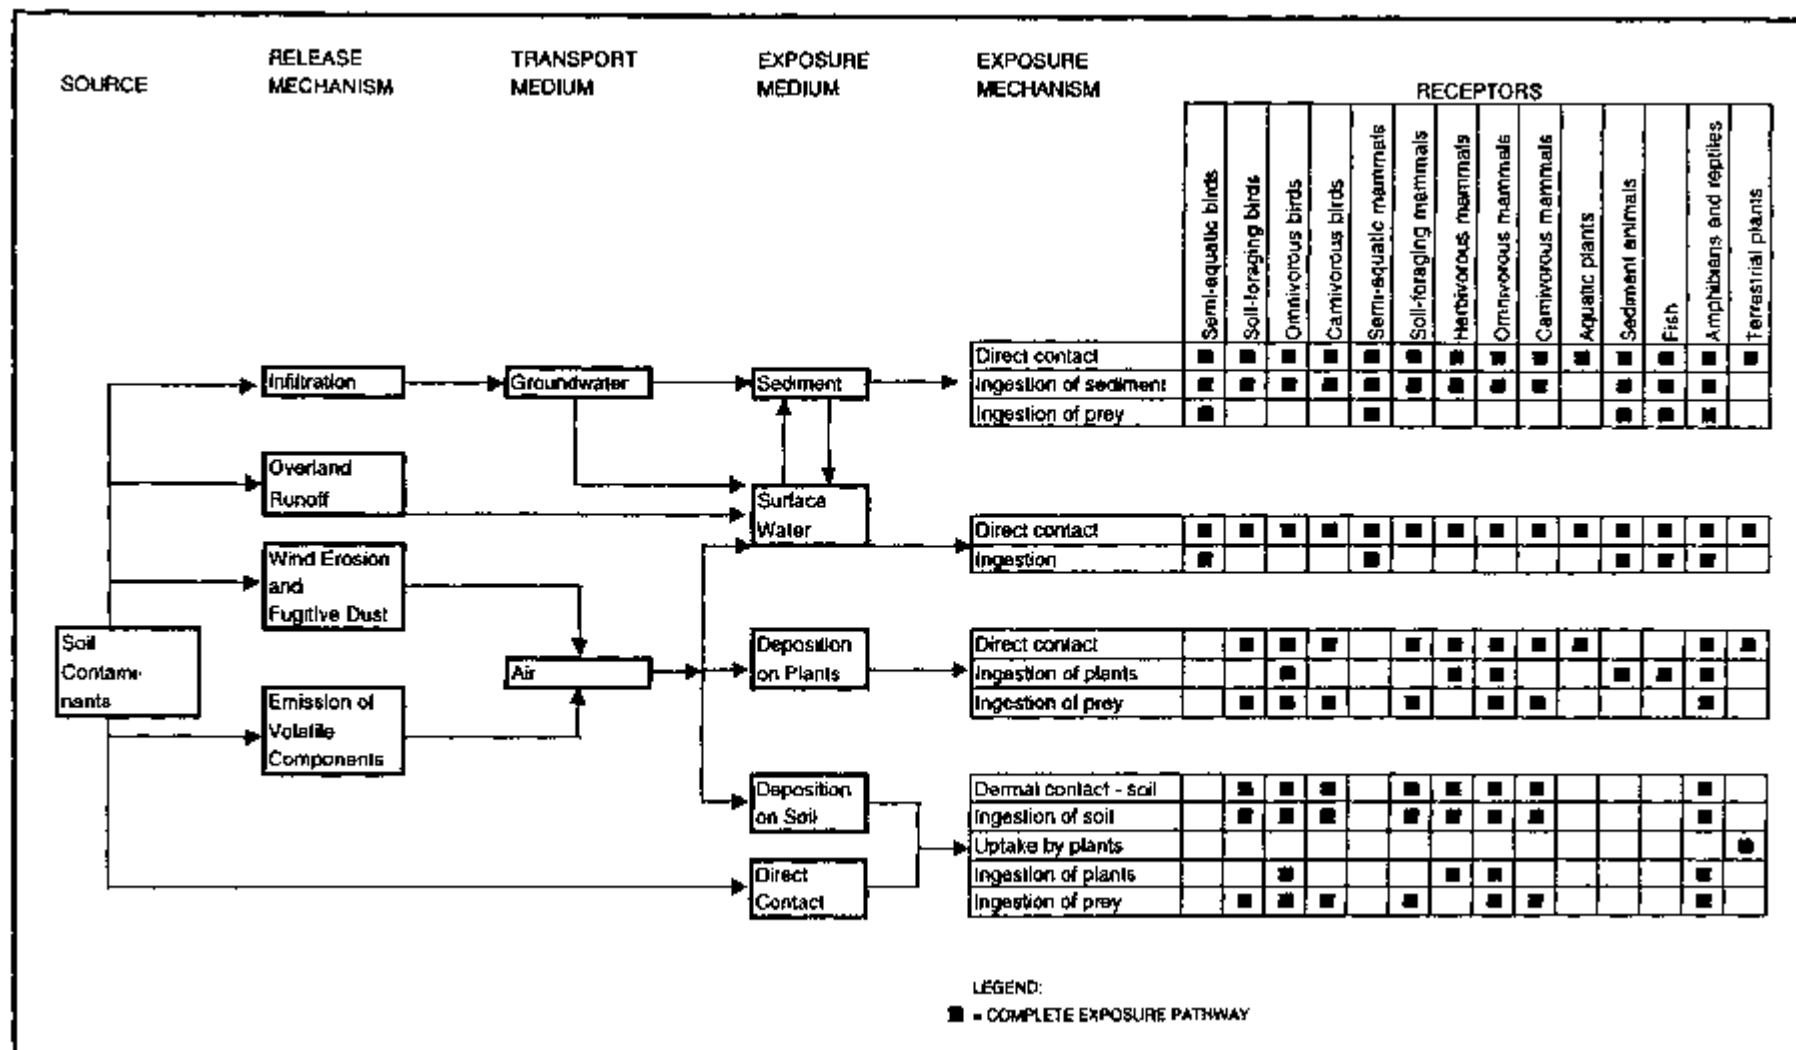 SOURCE
RELEASE
MECHANISM
TRANSPORT
MEDIUM
EXPOSURE
MEDIUM
EXPOSURE
MECHANISM
RECEPTORS
Semi-aquatic birds
Soil-foraging birds
Omnivorous birds
Carnivorous birds
Semi-aquatic mammals
Soil-foraging mammals
Herbivorous mammals
Omnivorous mammals
Carnivorous mammals
Aquatic plants
Sediment animals
Fish
Amphibians and reptiles
Terrestrial plants
Infiltration
Groundwater
Sediment
Direct contact
Ingestion of sediment
Ingestion of prey
Overland
Runoff
Surface
Water
Direct contact
Ingestion
Wind Erosion
and
Fugitive Dust
Soil
Contami-
nants
Air
Deposition
on Plants
Direct contact
Ingestion of plants
Ingestion of prey
Emission of
Volatile
Components
Deposition
on Soil
Direct
Contact
Dermal contact - soil
Ingestion of soil
Uptake by plants
Ingestion of plants
Ingestion of prey
LEGEND:
■ = COMPLETE EXPOSURE PATHWAY